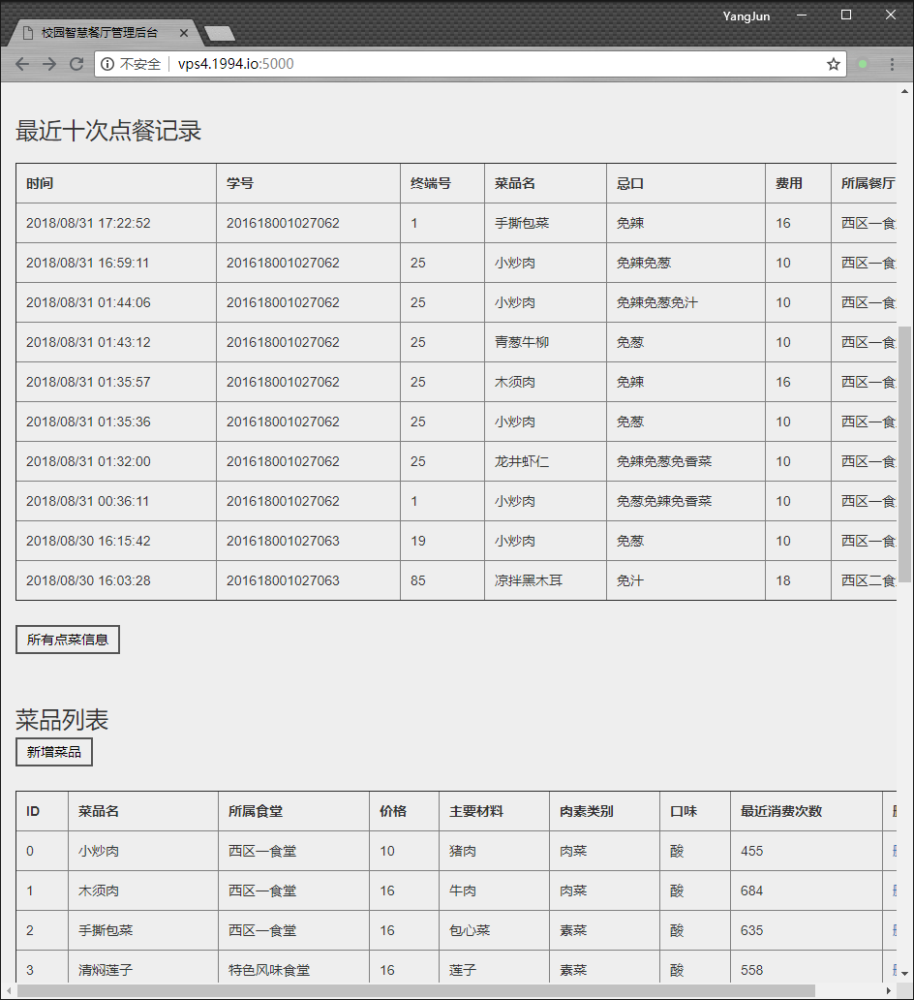 YangJun
校园智慧餐厅管理后台
不安全 vps4.1994.io:5000
最近十次点餐记录
时间 学号 终端号 菜品名 忌口 费用 所属餐厅
2018/08/31 17:22:52 201618001027062 1 手撕包菜 免辣 16 西区一食
2018/08/31 16:59:11 201618001027062 25 小炒肉 免辣免葱 10 西区一食
2018/08/31 01:44:06 201618001027062 25 小炒肉 免辣免葱免汁 10 西区一食
2018/08/31 01:43:12 201618001027062 25 青葱牛柳 免葱 10 西区一食
2018/08/31 01:35:57 201618001027062 25 木须肉 免辣 16 西区一食
2018/08/31 01:35:36 201618001027062 25 小炒肉 免葱 10 西区一食
2018/08/31 01:32:00 201618001027062 25 龙井虾仁 免辣免葱免香菜 10 西区一食
2018/08/31 00:36:11 201618001027062 1 小炒肉 免葱免辣免香菜 10 西区一食
2018/08/30 16:15:42 201618001027063 19 小炒肉 免葱 10 西区一食
2018/08/30 16:03:28 201618001027063 85 凉拌黑木耳 免汁 18 西区二食
所有点菜信息
菜品列表
新增菜品
ID 菜品名 所属食堂 价格 主要材料 肉素类别 口味 最近消费次数
0 小炒肉 西区一食堂 10 猪肉 肉菜 酸 455
1 木须肉 西区一食堂 16 牛肉 肉菜 酸 684
2 手撕包菜 西区一食堂 16 包心菜 素菜 酸 635
3 清焖莲子 特色风味食堂 16 莲子 素菜 酸 558